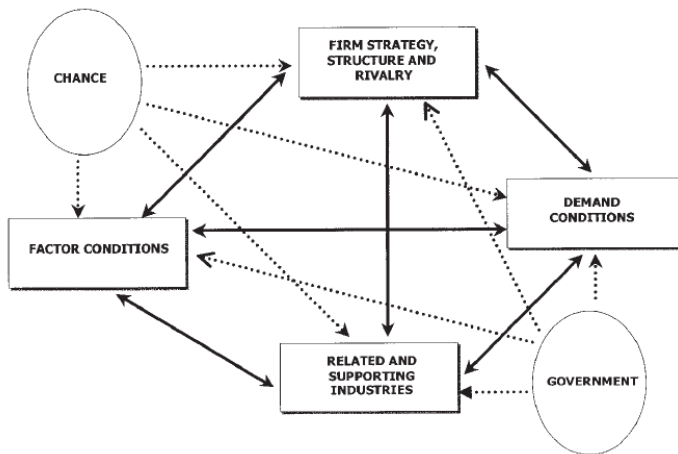 FIRM STRATEGY,
STRUCTURE AND
RIVALRY
CHANCE
DEMAND
CONDITIONS
FACTOR CONDITIONS
RELATED AND
SUPPORTING
INDUSTRIES
GOVERNMENT